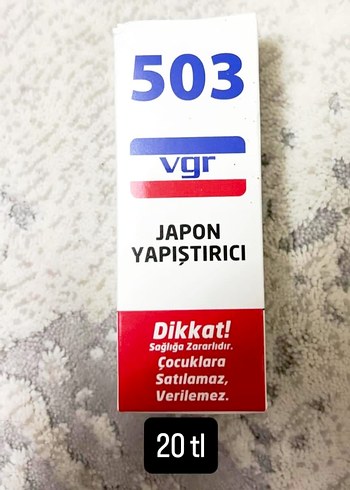 503
vgr
JAPON
YAPIŞTIRICI
Dikkat!
Sağlığa Zararlıdır.
Çocuklara
Satılamaz,
Verilemez.
20 tl